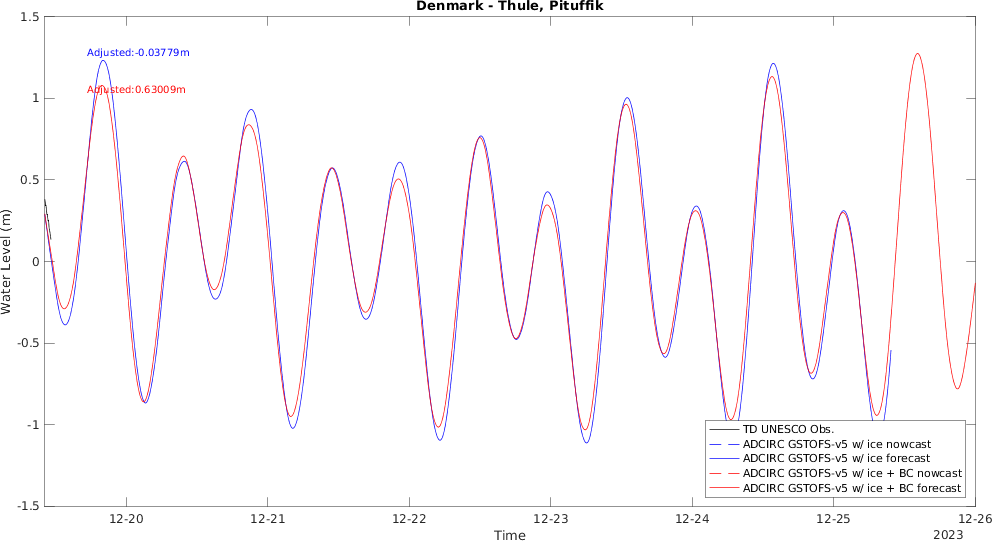 Denmark - Thule, Pituffik
1.5
Adjusted:-0.03779m
Adjusted:0.63009m
1
0.5
0
-0.5
-1
-1.5
Water Level (m)
TD UNESCO Obs.
ADCIRC GSTOFS-v5 w/ ice nowcast
ADCIRC GSTOFS-v5 w/ ice forecast
ADCIRC GSTOFS-v5 w/ ice + BC nowcast
ADCIRC GSTOFS-v5 w/ ice + BC forecast
12-20 12-21 12-22 12-23 12-24 12-25 12-26
Time
2023